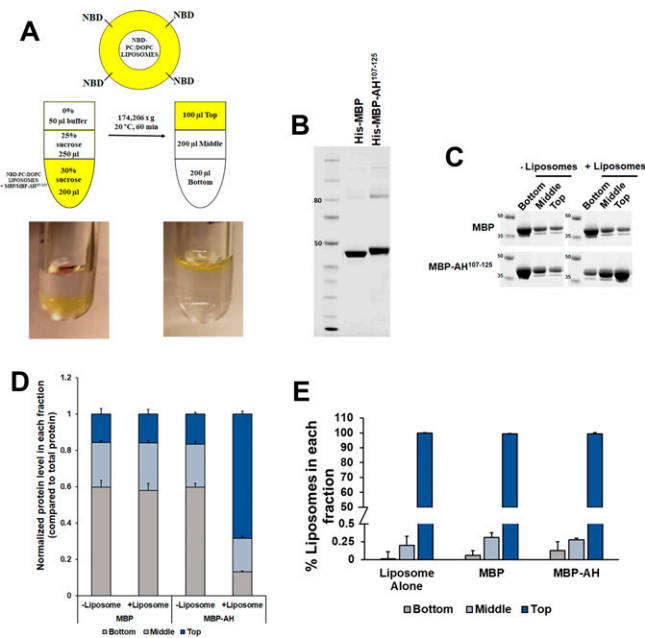 A
NBD
NBD
NBD-
PC:DOPC
LIPOSOMES
NBD
NBD
0%
50 µl buffer
25%
sucrose
250 µl
NBD-PC:DOPC
LIPOSOMES
+ MBP/MBP-AH107-125
30%
sucrose
200 µl
174,206 x g
20 °C, 60 min
100 µl Top
200 µl Middle
200 µl
Bottom
B
His-MBP
His-MBP-AH107-125
80
50
C
- Liposomes
+ Liposomes
Bottom
Middle
Top
Bottom
Middle
Top
MBP
50
35
50
35
MBP-AH107-125
50
35
50
35
D
Normalized protein level in each fraction
(compared to total protein)
1.2
1
0.8
0.6
0.4
0.2
0
-Liposome
+Liposome
-Liposome
+Liposome
MBP
MBP-AH
Bottom
Middle
Top
E
% Liposomes in each
fraction
100
90
80
70
60
50
0.50
0.25
0
Liposome
Alone
MBP
MBP-AH
Bottom
Middle
Top